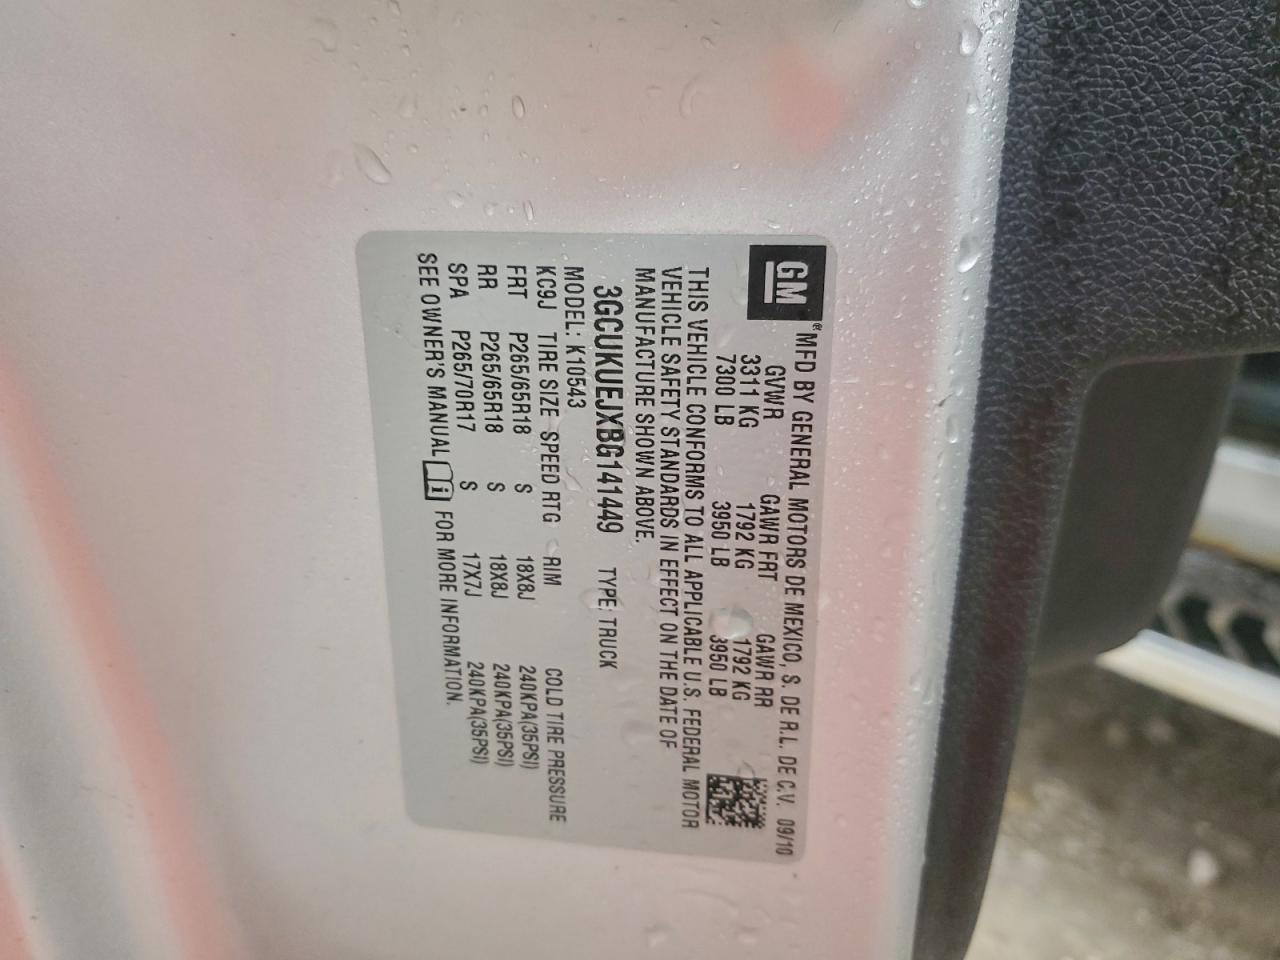 GM® MFD BY GENERAL MOTORS DE MEXICO, S. DE R.L. DE C.V. 09/10
GVWR GAWR FRT GAWR RR
3311 KG 1792 KG 1792 KG
7300 LB 3950 LB 3950 LB
THIS VEHICLE CONFORMS TO ALL APPLICABLE U.S. FEDERAL MOTOR
VEHICLE SAFETY STANDARDS IN EFFECT ON THE DATE OF
MANUFACTURE SHOWN ABOVE.
3GCUKUEJXBG141449 TYPE: TRUCK
MODEL: K10543
KC9J TIRE SIZE SPEED RTG RIM COLD TIRE PRESSURE
FRT P265/65R18 S 18X8J 240KPA(35PSI)
RR P265/65R18 S 18X8J 240KPA(35PSI)
SPA P265/70R17 S 17X7J 240KPA(35PSI)
SEE OWNER'S MANUAL i FOR MORE INFORMATION.